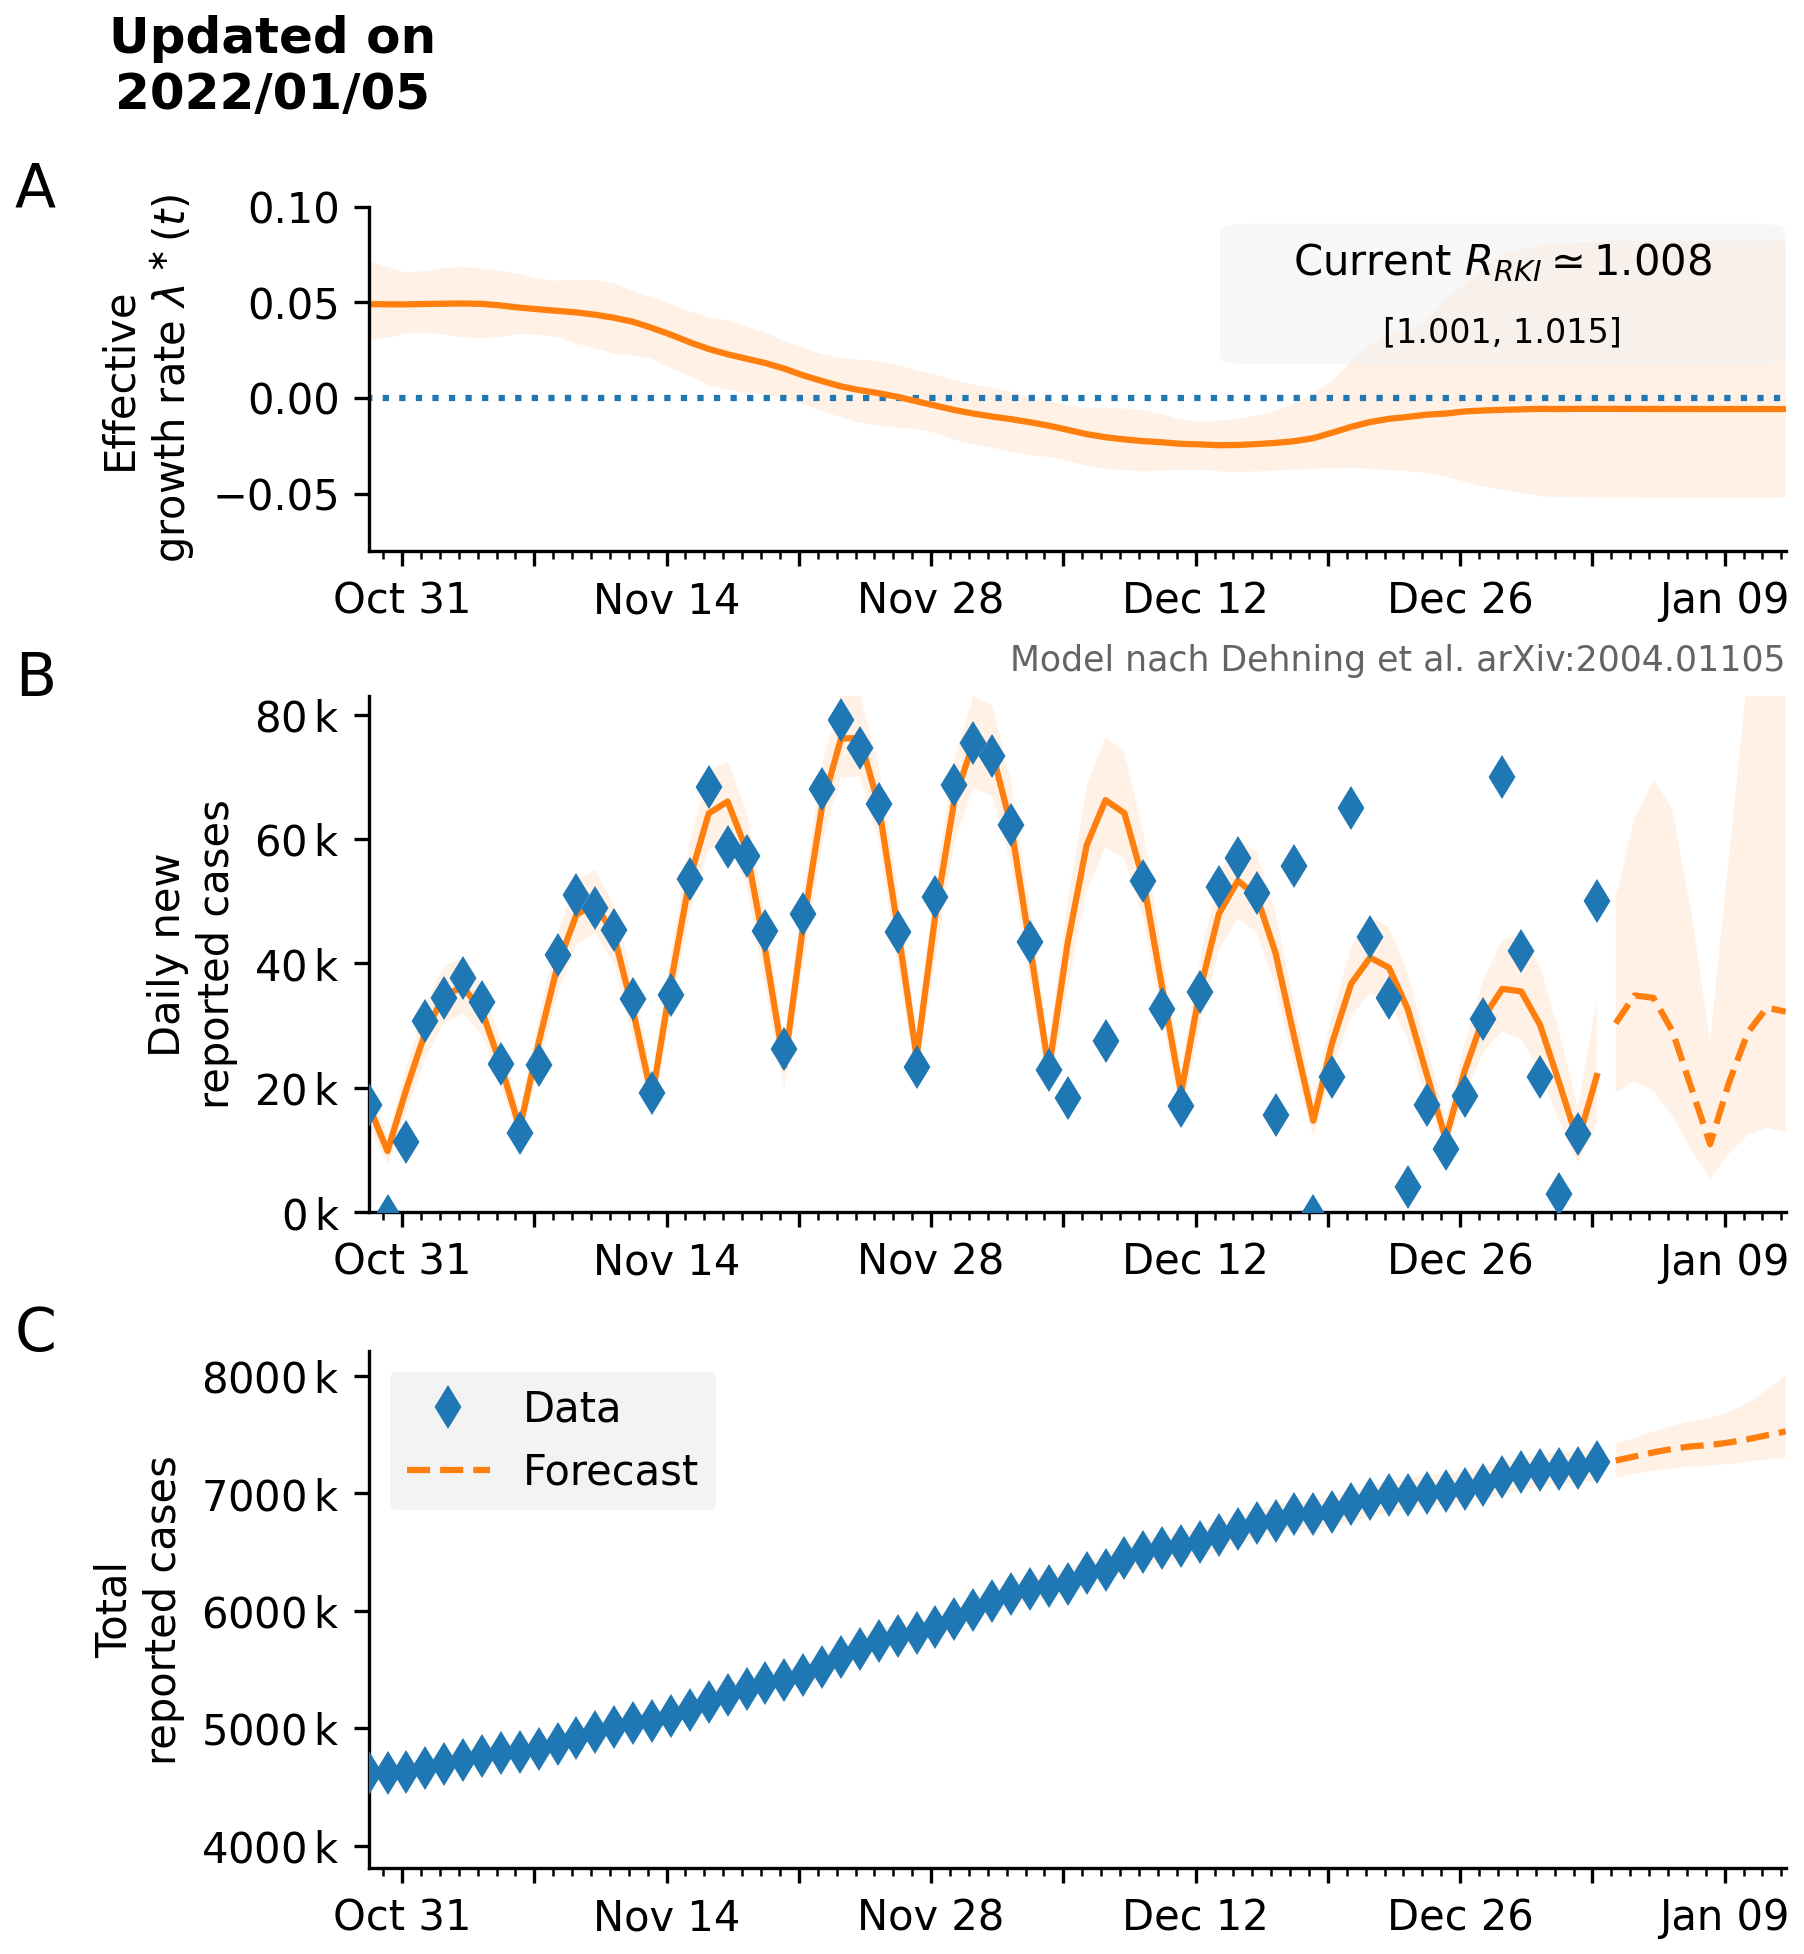 Updated on
2022/01/05
A
Effective
growth rate λ * (t)
0.10
0.05
0.00
−0.05
Current R_RKI ≃ 1.008
[1.001, 1.015]
Oct 31 Nov 14 Nov 28 Dec 12 Dec 26 Jan 09
B
Model nach Dehning et al. arXiv:2004.01105
Daily new
reported cases
80 k
60 k
40 k
20 k
0 k
Oct 31 Nov 14 Nov 28 Dec 12 Dec 26 Jan 09
C
Total
reported cases
8000 k
7000 k
6000 k
5000 k
4000 k
Data
Forecast
Oct 31 Nov 14 Nov 28 Dec 12 Dec 26 Jan 09